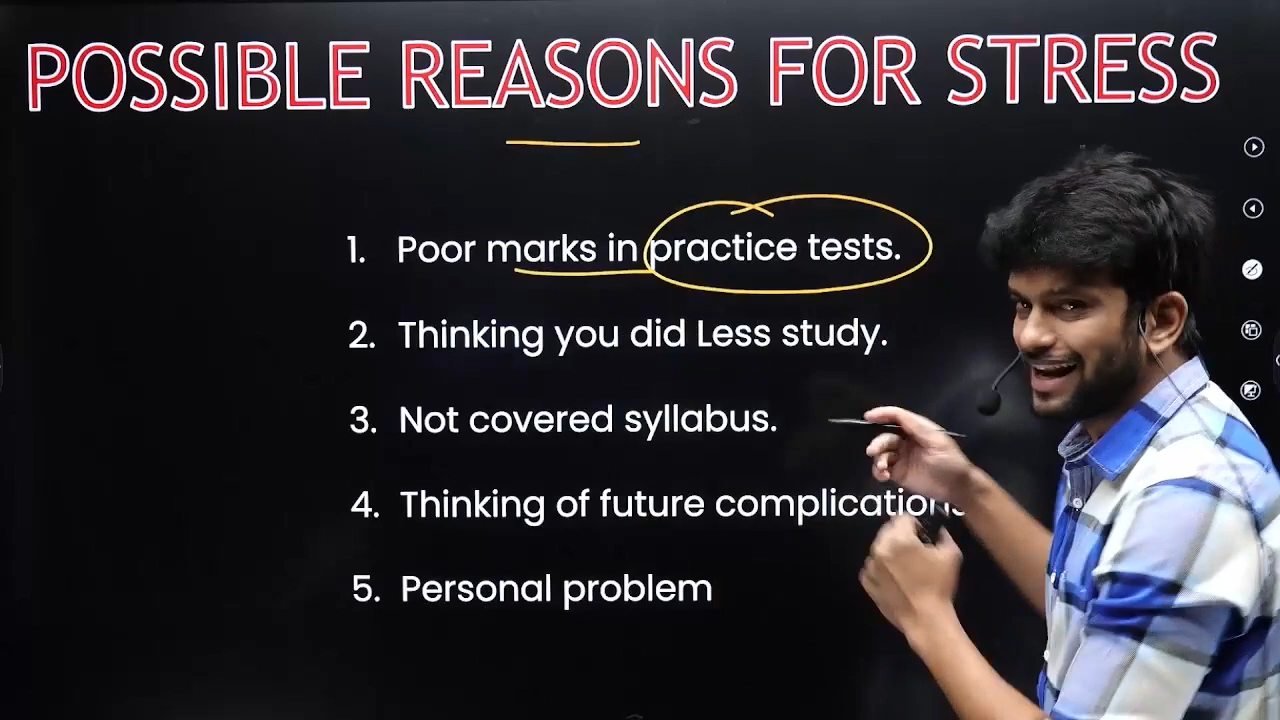 POSSIBLE REASONS FOR STRESS
1. Poor marks in practice tests.
2. Thinking you did Less study.
3. Not covered syllabus.
4. Thinking of future complications
5. Personal problem